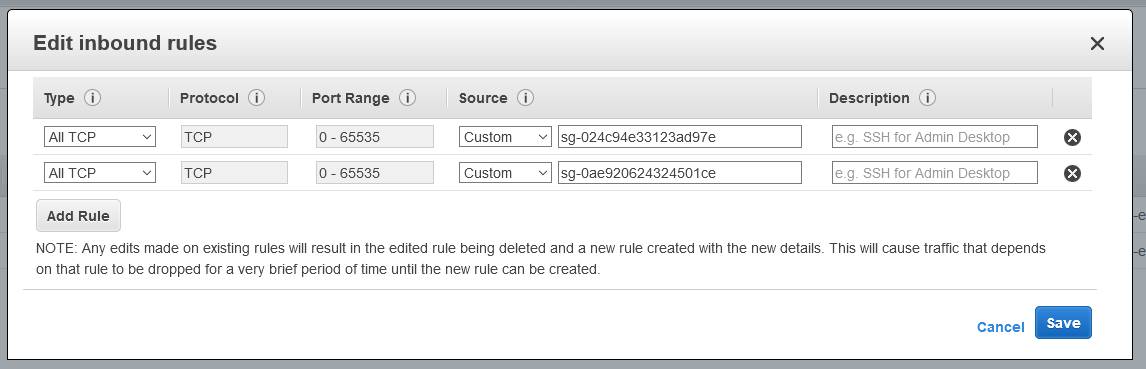 Edit inbound rules
Type Protocol Port Range Source Description
All TCP TCP 0 - 65535 Custom sg-024c94e33123ad97e e.g. SSH for Admin Desktop
All TCP TCP 0 - 65535 Custom sg-0ae920624324501ce e.g. SSH for Admin Desktop
Add Rule
NOTE: Any edits made on existing rules will result in the edited rule being deleted and a new rule created with the new details. This will cause traffic that depends
on that rule to be dropped for a very brief period of time until the new rule can be created.
Cancel Save